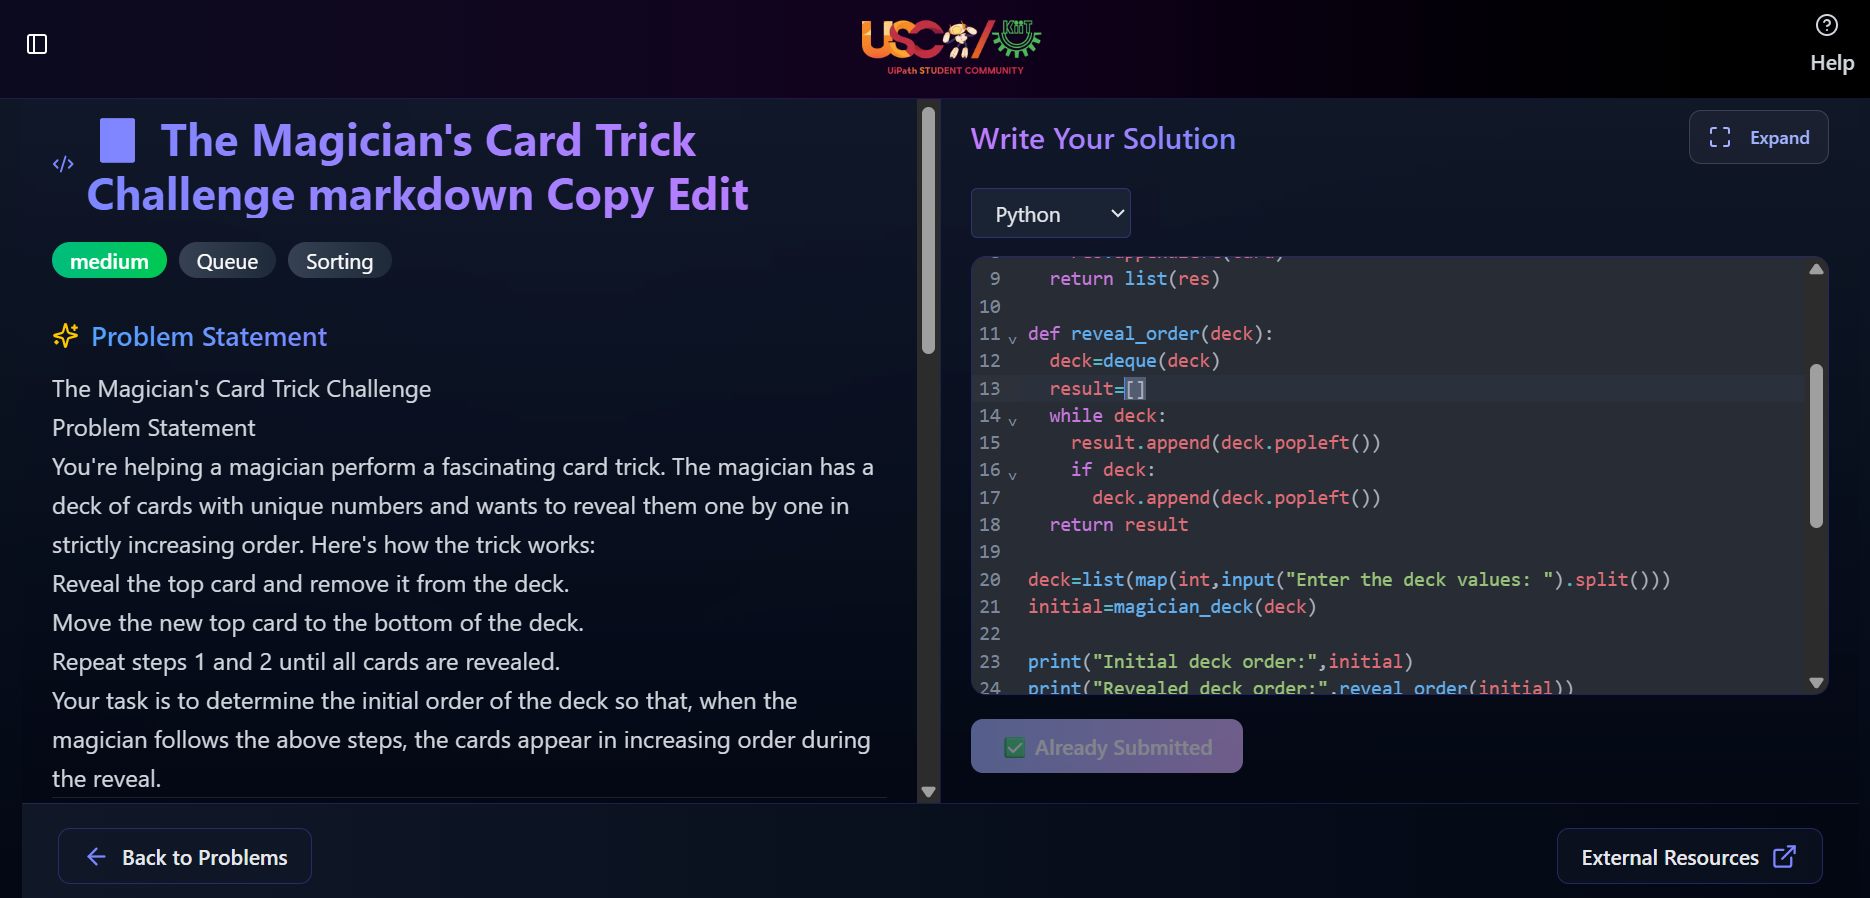 USC/KiiT
UiPath STUDENT COMMUNITY
Help
The Magician's Card Trick
Challenge markdown Copy Edit
medium
Queue
Sorting
Problem Statement
The Magician's Card Trick Challenge
Problem Statement
You're helping a magician perform a fascinating card trick. The magician has a
deck of cards with unique numbers and wants to reveal them one by one in
strictly increasing order. Here's how the trick works:
Reveal the top card and remove it from the deck.
Move the new top card to the bottom of the deck.
Repeat steps 1 and 2 until all cards are revealed.
Your task is to determine the initial order of the deck so that, when the
magician follows the above steps, the cards appear in increasing order during
the reveal.
Write Your Solution
Expand
Python
9 return list(res)
10
11 def reveal_order(deck):
12 deck=deque(deck)
13 result=[]
14 while deck:
15 result.append(deck.popleft())
16 if deck:
17 deck.append(deck.popleft())
18 return result
19
20 deck=list(map(int,input("Enter the deck values: ").split()))
21 initial=magician_deck(deck)
22
23 print("Initial deck order:",initial)
24 print("Revealed deck order:",reveal_order(initial))
Already Submitted
Back to Problems
External Resources